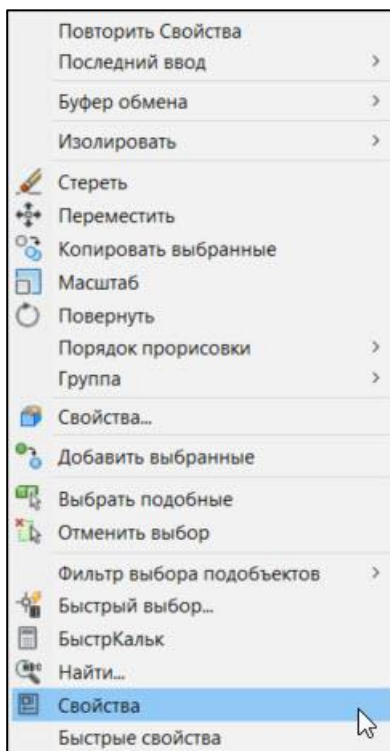 Повторить Свойства
Последний ввод
Буфер обмена
Изолировать
Стереть
Переместить
Копировать выбранные
Масштаб
Повернуть
Порядок прорисовки
Группа
Свойства...
Добавить выбранные
Выбрать подобные
Отменить выбор
Фильтр выбора подобъектов
Быстрый выбор...
БыстрКальк
Найти...
Свойства
Быстрые свойства